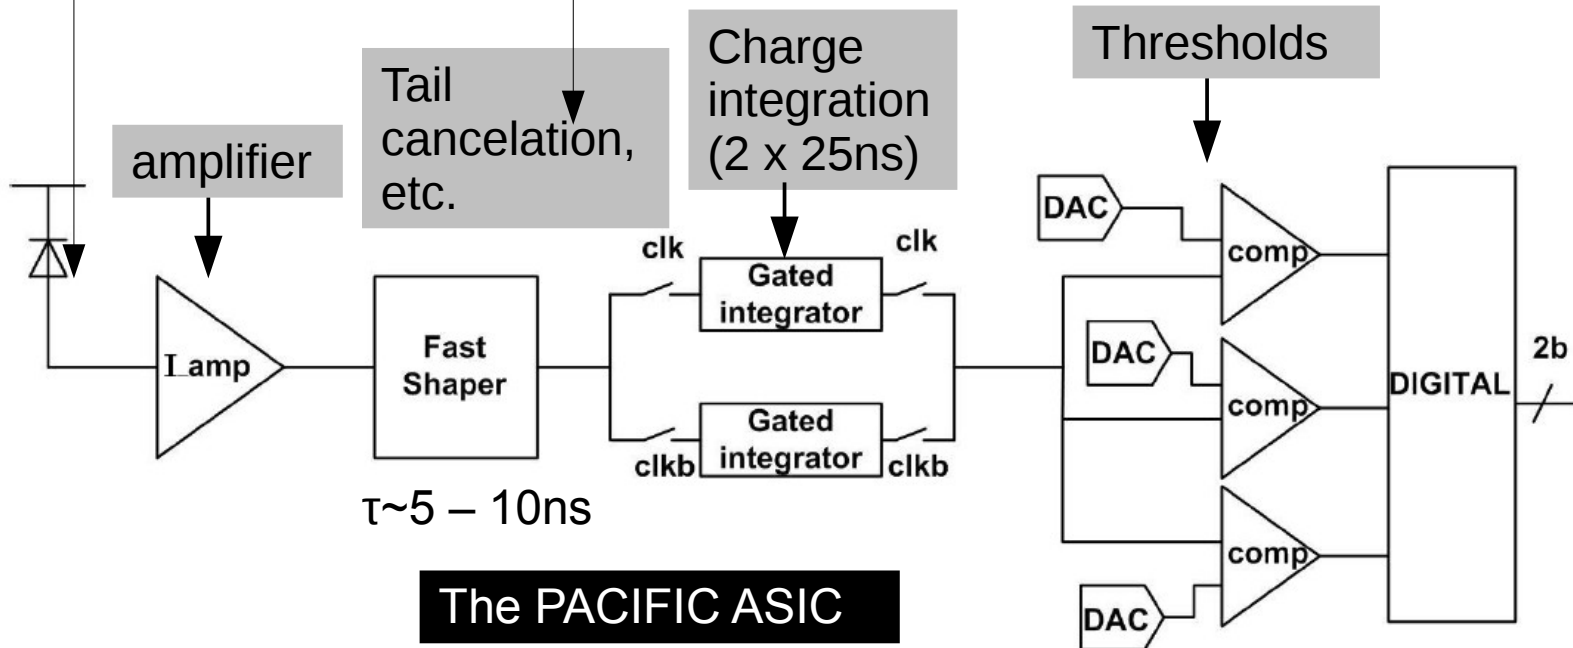 Thresholds
Charge
integration
(2 x 25ns)
Tail
cancelation,
etc.
amplifier
DAC
clk
clk
comp
Gated
integrator
DAC
2b
I_amp
Fast
Shaper
DIGITAL
comp
Gated
integrator
clkb
clkb
τ~5 – 10ns
comp
The PACIFIC ASIC
DAC